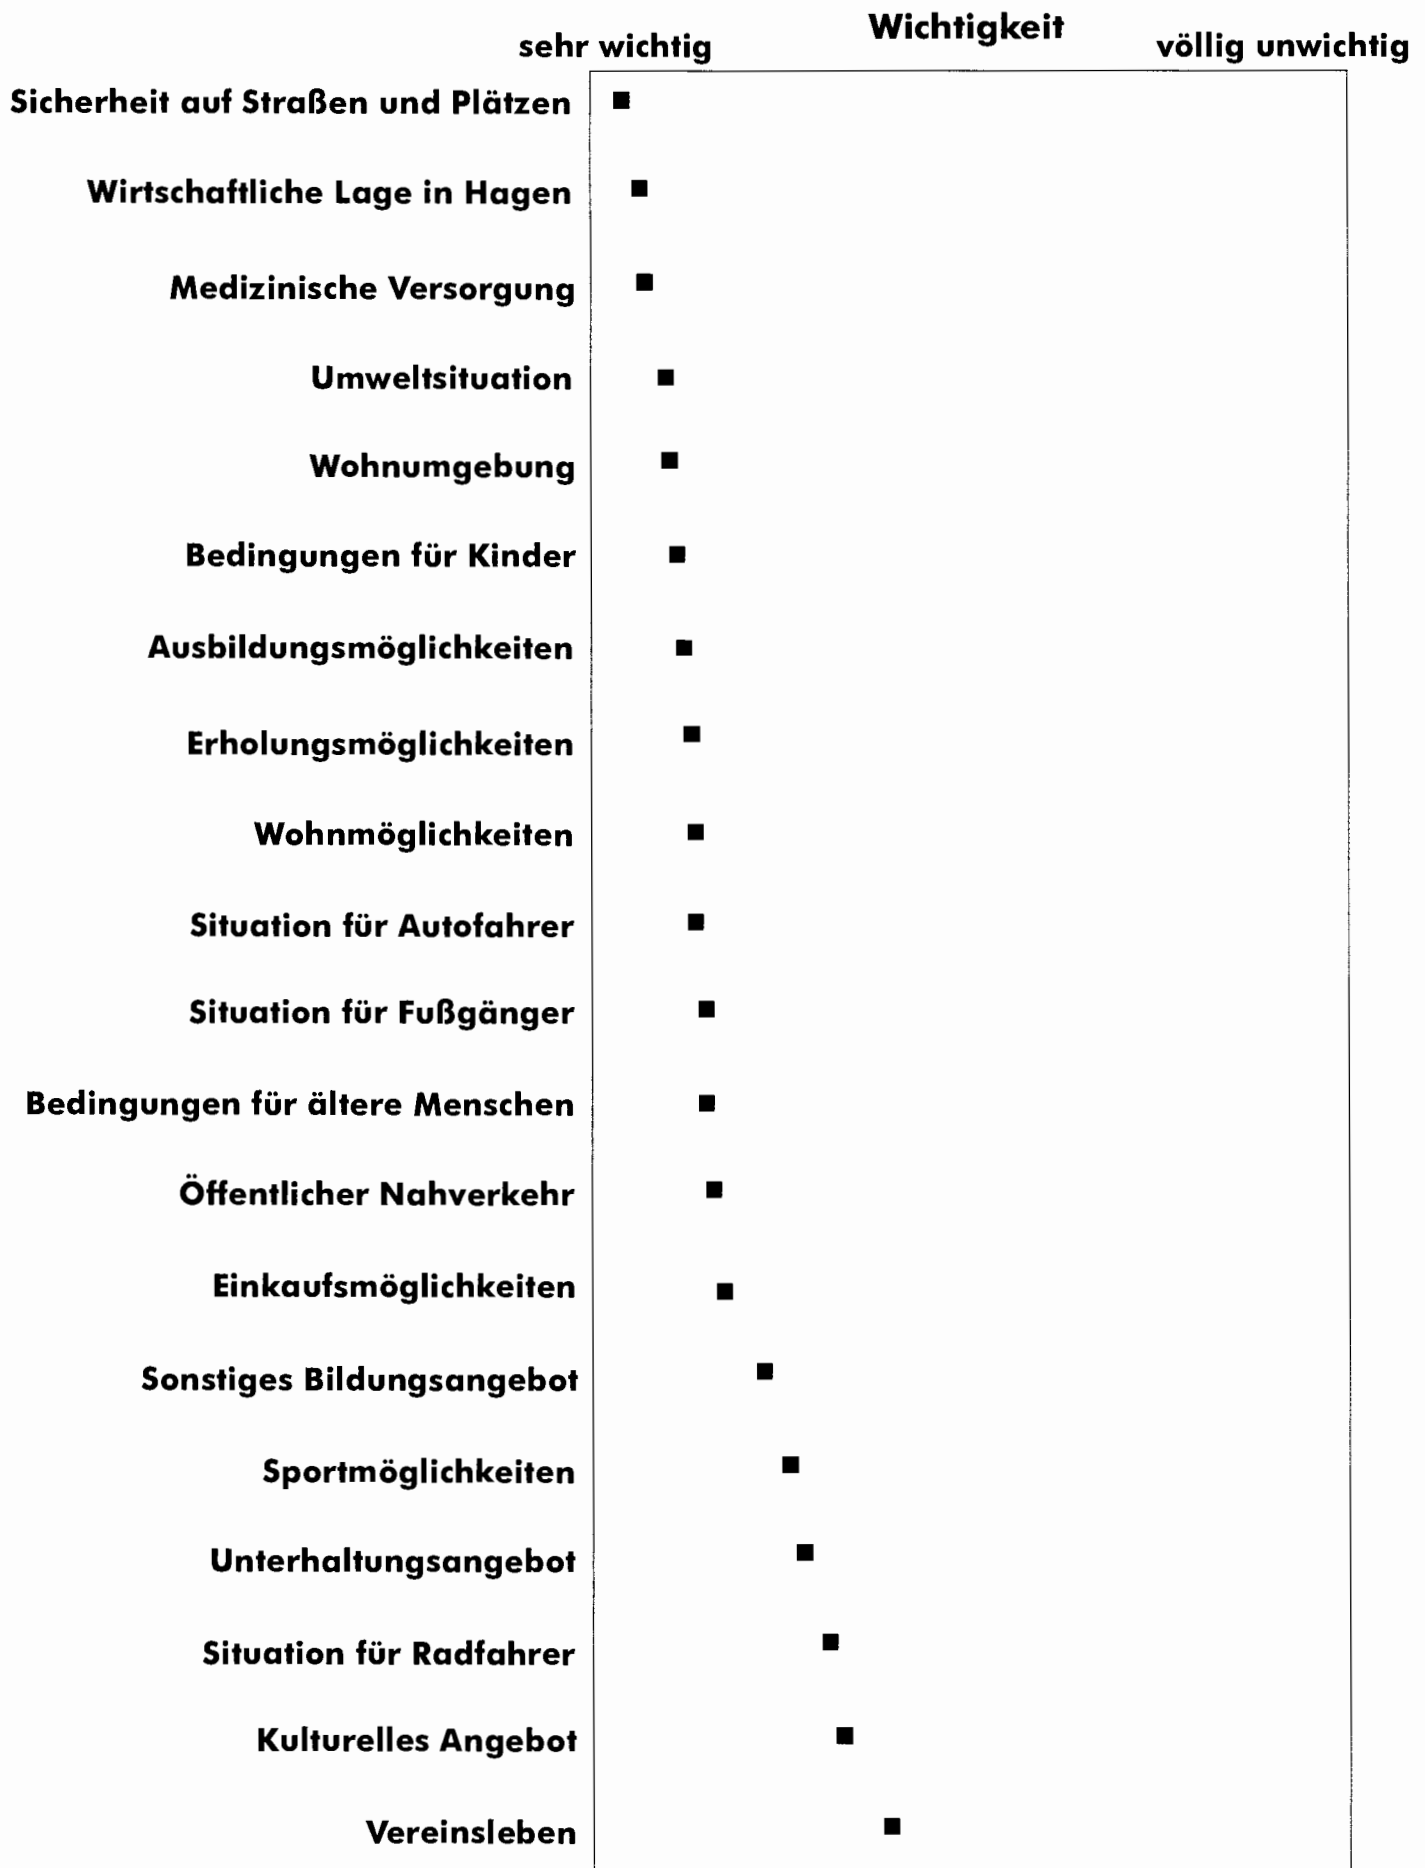 Wichtigkeit
sehr wichtig völlig unwichtig
Sicherheit auf Straßen und Plätzen
Wirtschaftliche Lage in Hagen
Medizinische Versorgung
Umweltsituation
Wohnumgebung
Bedingungen für Kinder
Ausbildungsmöglichkeiten
Erholungsmöglichkeiten
Wohnmöglichkeiten
Situation für Autofahrer
Situation für Fußgänger
Bedingungen für ältere Menschen
Öffentlicher Nahverkehr
Einkaufsmöglichkeiten
Sonstiges Bildungsangebot
Sportmöglichkeiten
Unterhaltungsangebot
Situation für Radfahrer
Kulturelles Angebot
Vereinsleben